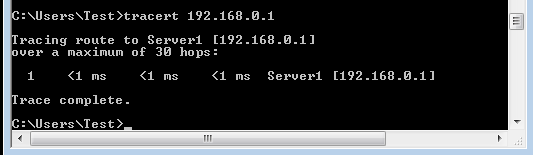 C:\Users\Test>tracert 192.168.0.1
Tracing route to Server1 [192.168.0.1]
over a maximum of 30 hops:
1 <1 ms <1 ms <1 ms Server1 [192.168.0.1]
Trace complete.
C:\Users\Test>_